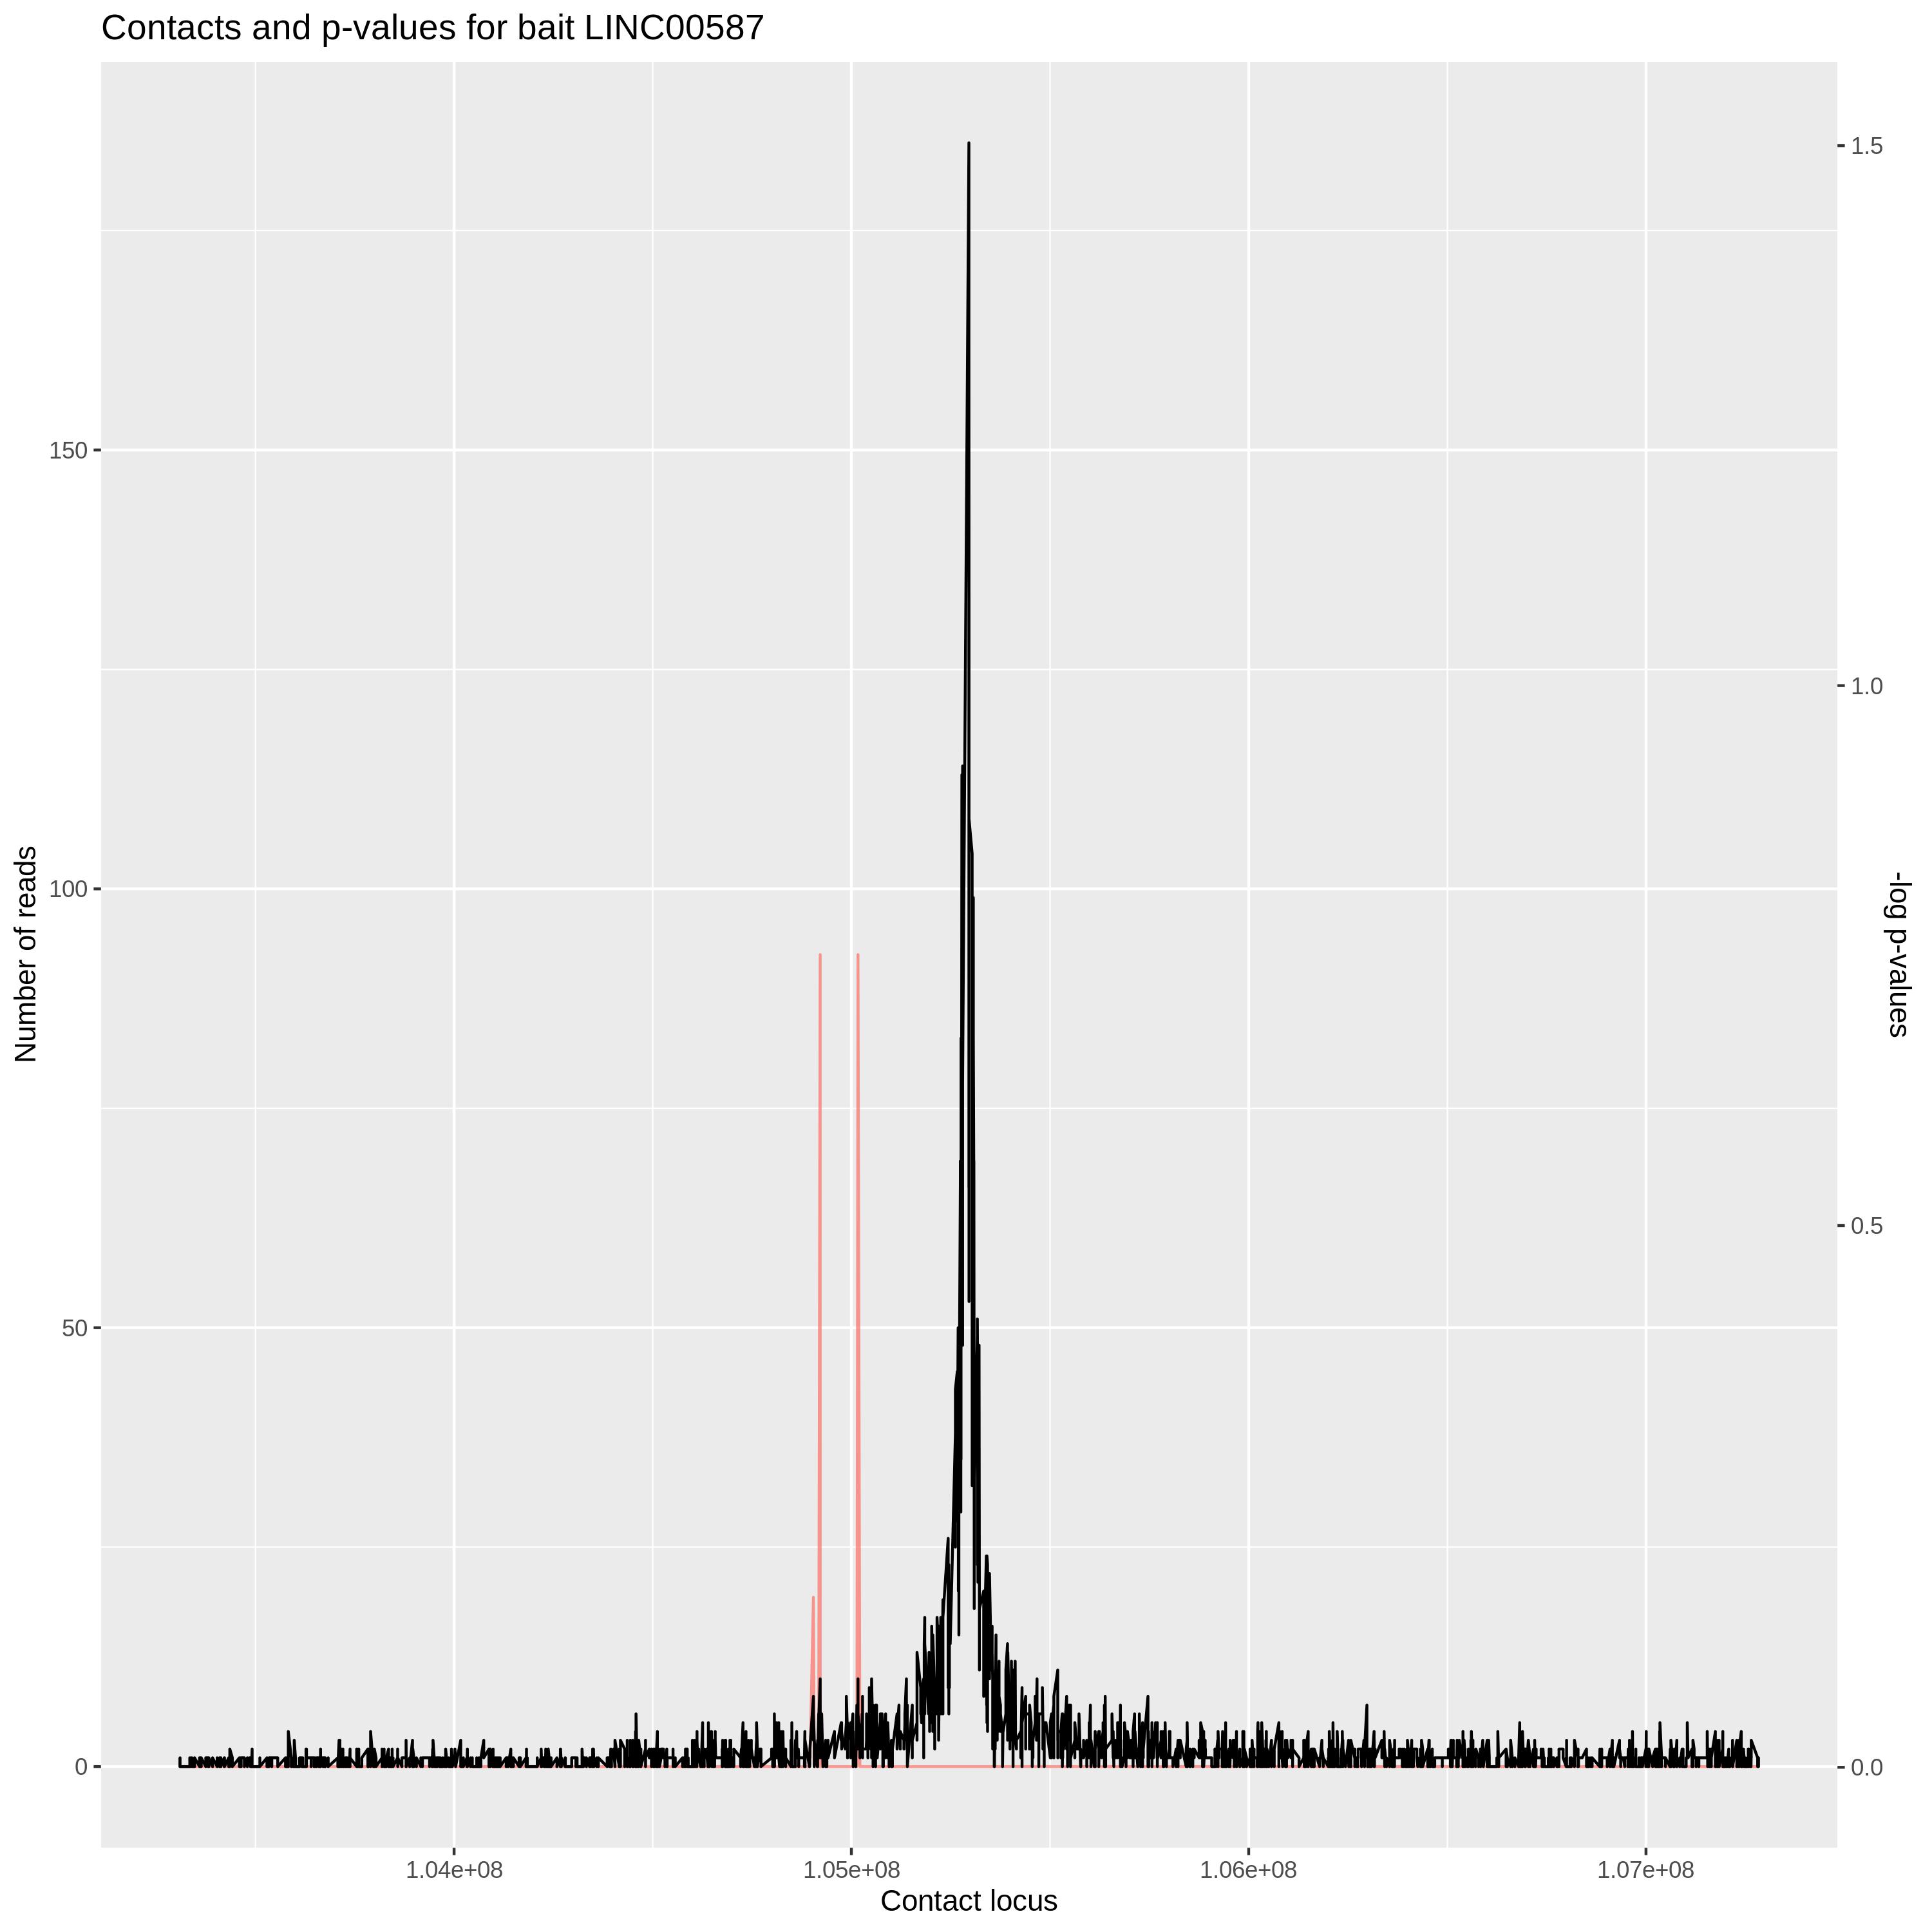 Contacts and p-values for bait LINC00587
Number of reads
150
100
50
0
1.5
1.0
0.5
0.0
-log p-values
1.04e+08
1.05e+08
1.06e+08
1.07e+08
Contact locus